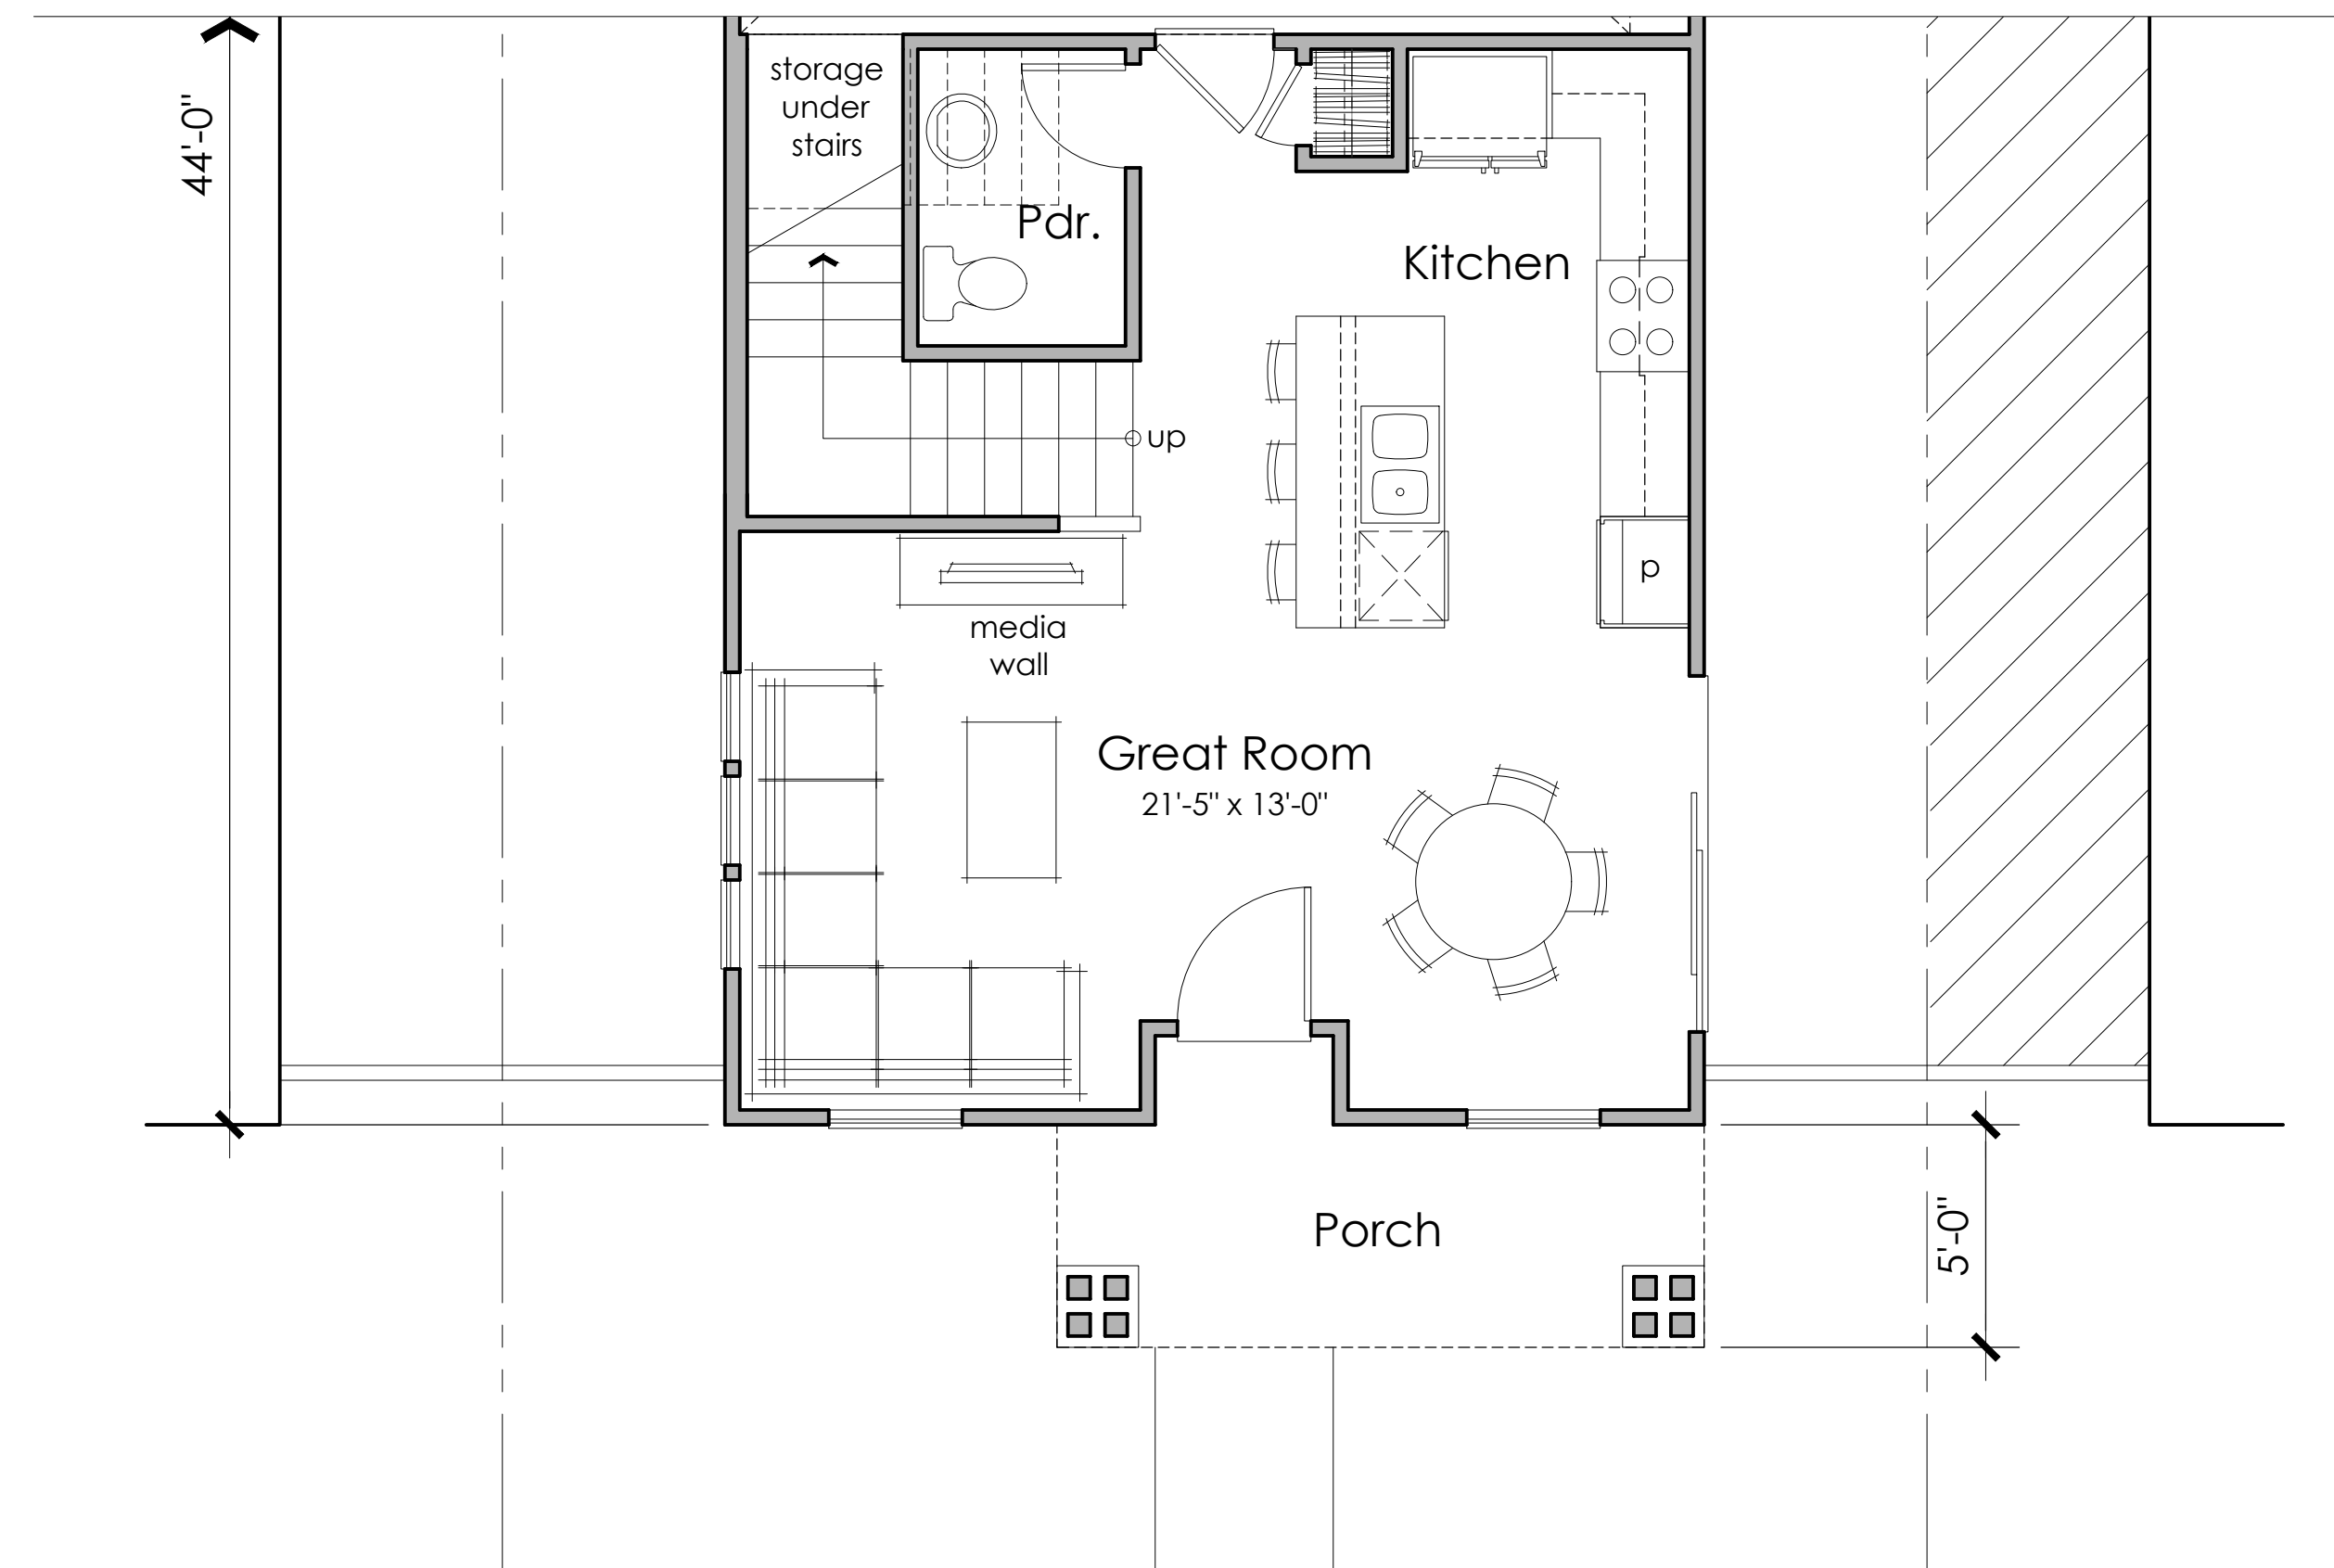 storage
under
stairs
44'-0"
Pdr.
Kitchen
up
p
media
wall
Great Room
21'-5" x 13'-0"
Porch
5'-0"